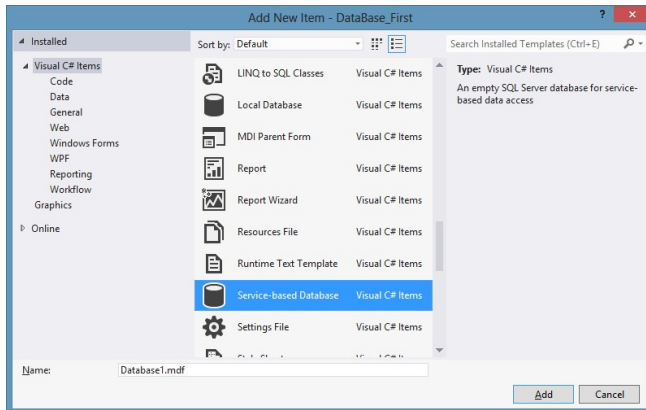 Add New Item - DataBase_First
?
Installed
Sort by: Default
Search Installed Templates (Ctrl+E)
Visual C# Items
Code
Data
General
Web
Windows Forms
WPF
Reporting
Workflow
Graphics
Online
LINQ to SQL Classes Visual C# Items
Local Database Visual C# Items
MDI Parent Form Visual C# Items
Report Visual C# Items
Report Wizard Visual C# Items
Resources File Visual C# Items
Runtime Text Template Visual C# Items
Service-based Database Visual C# Items
Settings File Visual C# Items
Type: Visual C# Items
An empty SQL Server database for service-
based data access
Name: Database1.mdf
Add Cancel